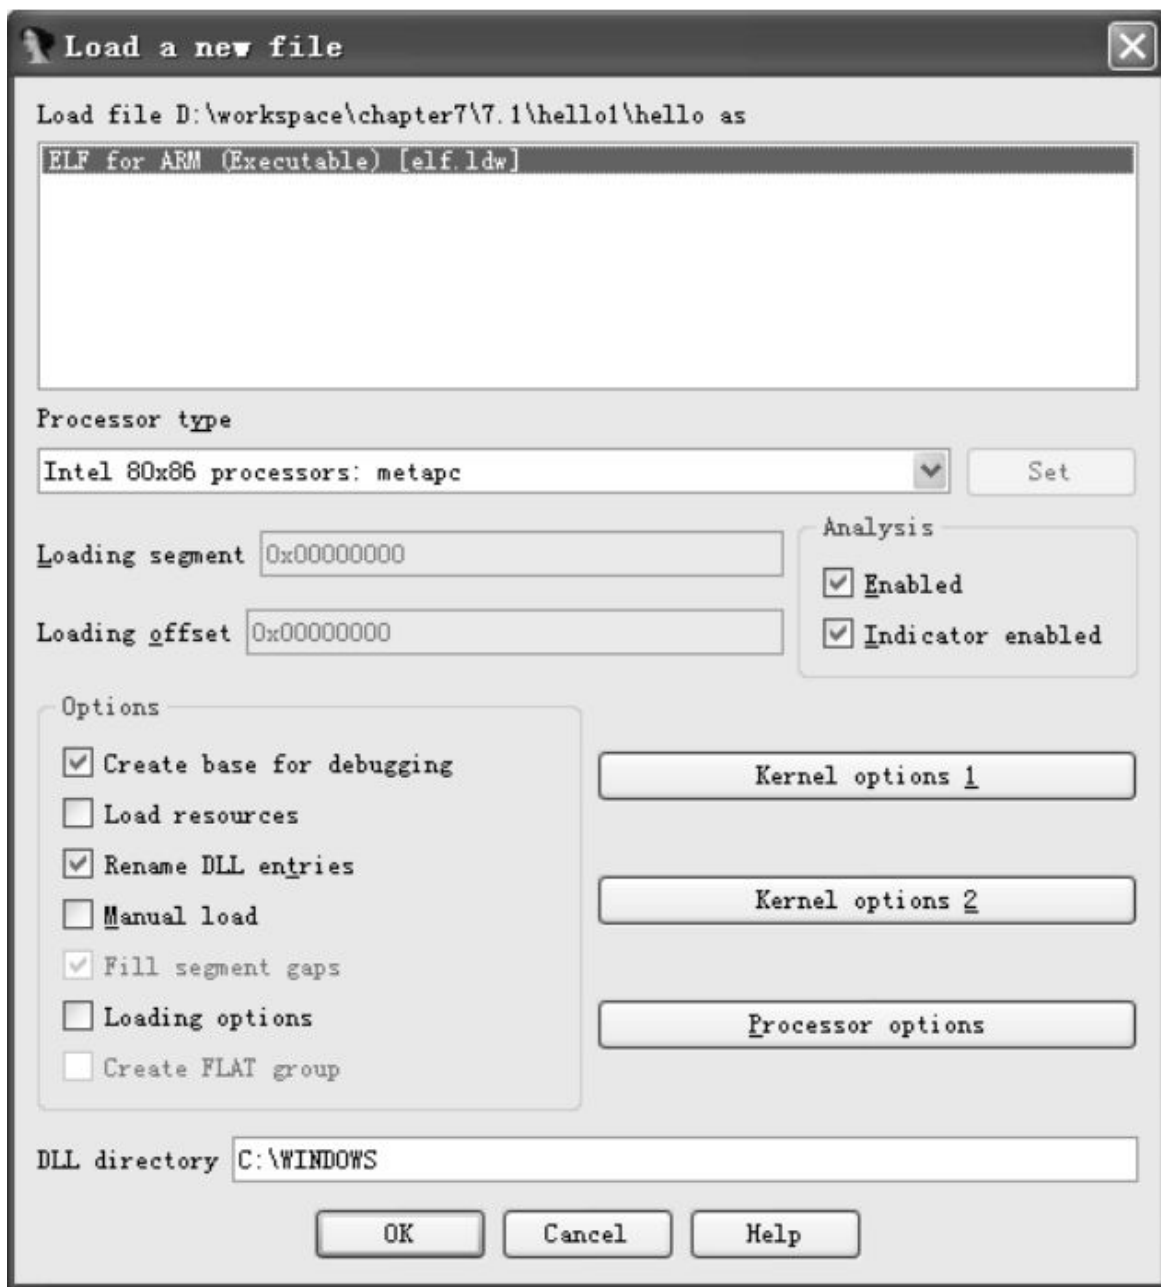 Load a new file
Load file D:\workspace\chapter7\7.1\hello1\hello as
ELF for ARM (Executable) [elf.ldw]
Processor type
Intel 80x86 processors: metapc
Set
Analysis
Loading segment 0x00000000
Enabled
Loading offset 0x00000000
Indicator enabled
Options
Create base for debugging
Kernel options 1
Load resources
Rename DLL entries
Kernel options 2
Manual load
Fill segment gaps
Loading options
Processor options
Create FLAT group
DLL directory C:\WINDOWS
OK Cancel Help